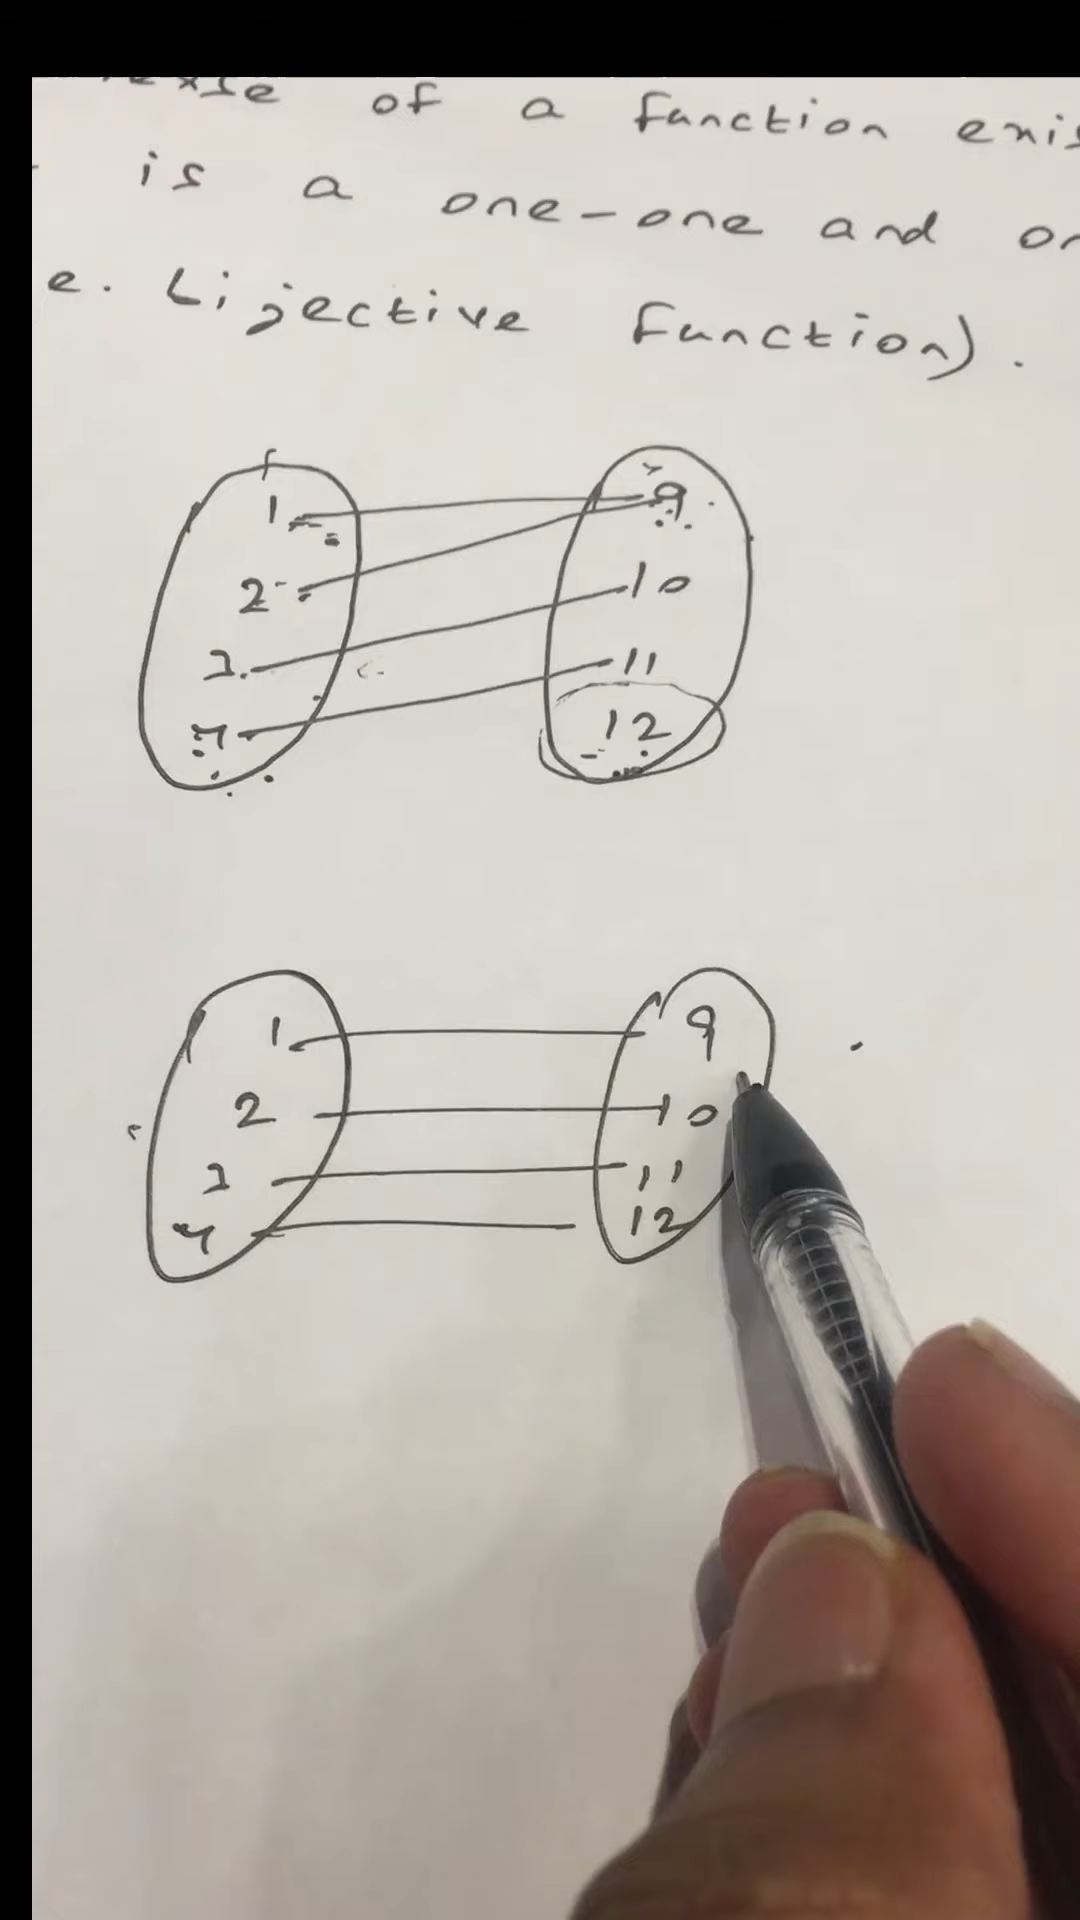 of a function
is a one-one and
e. bijective function).
f
1 9
2 10
3 11
4 12
1 9
2 10
3 11
4 12